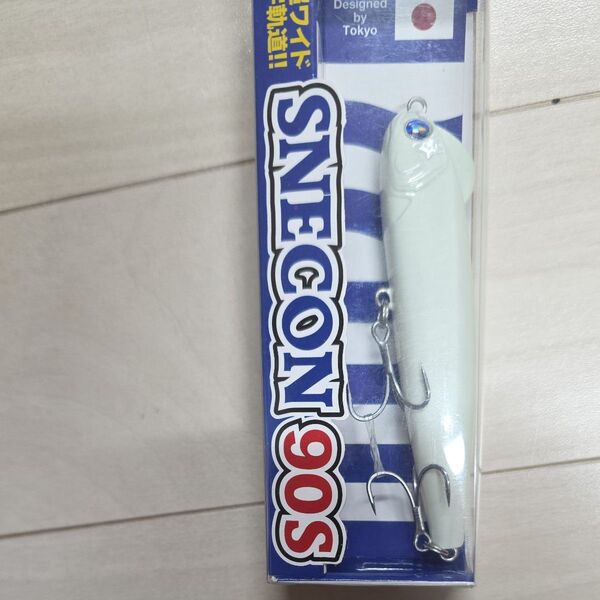 Designed
by
Tokyo
ワイド
軌道!!
SNECON 90S